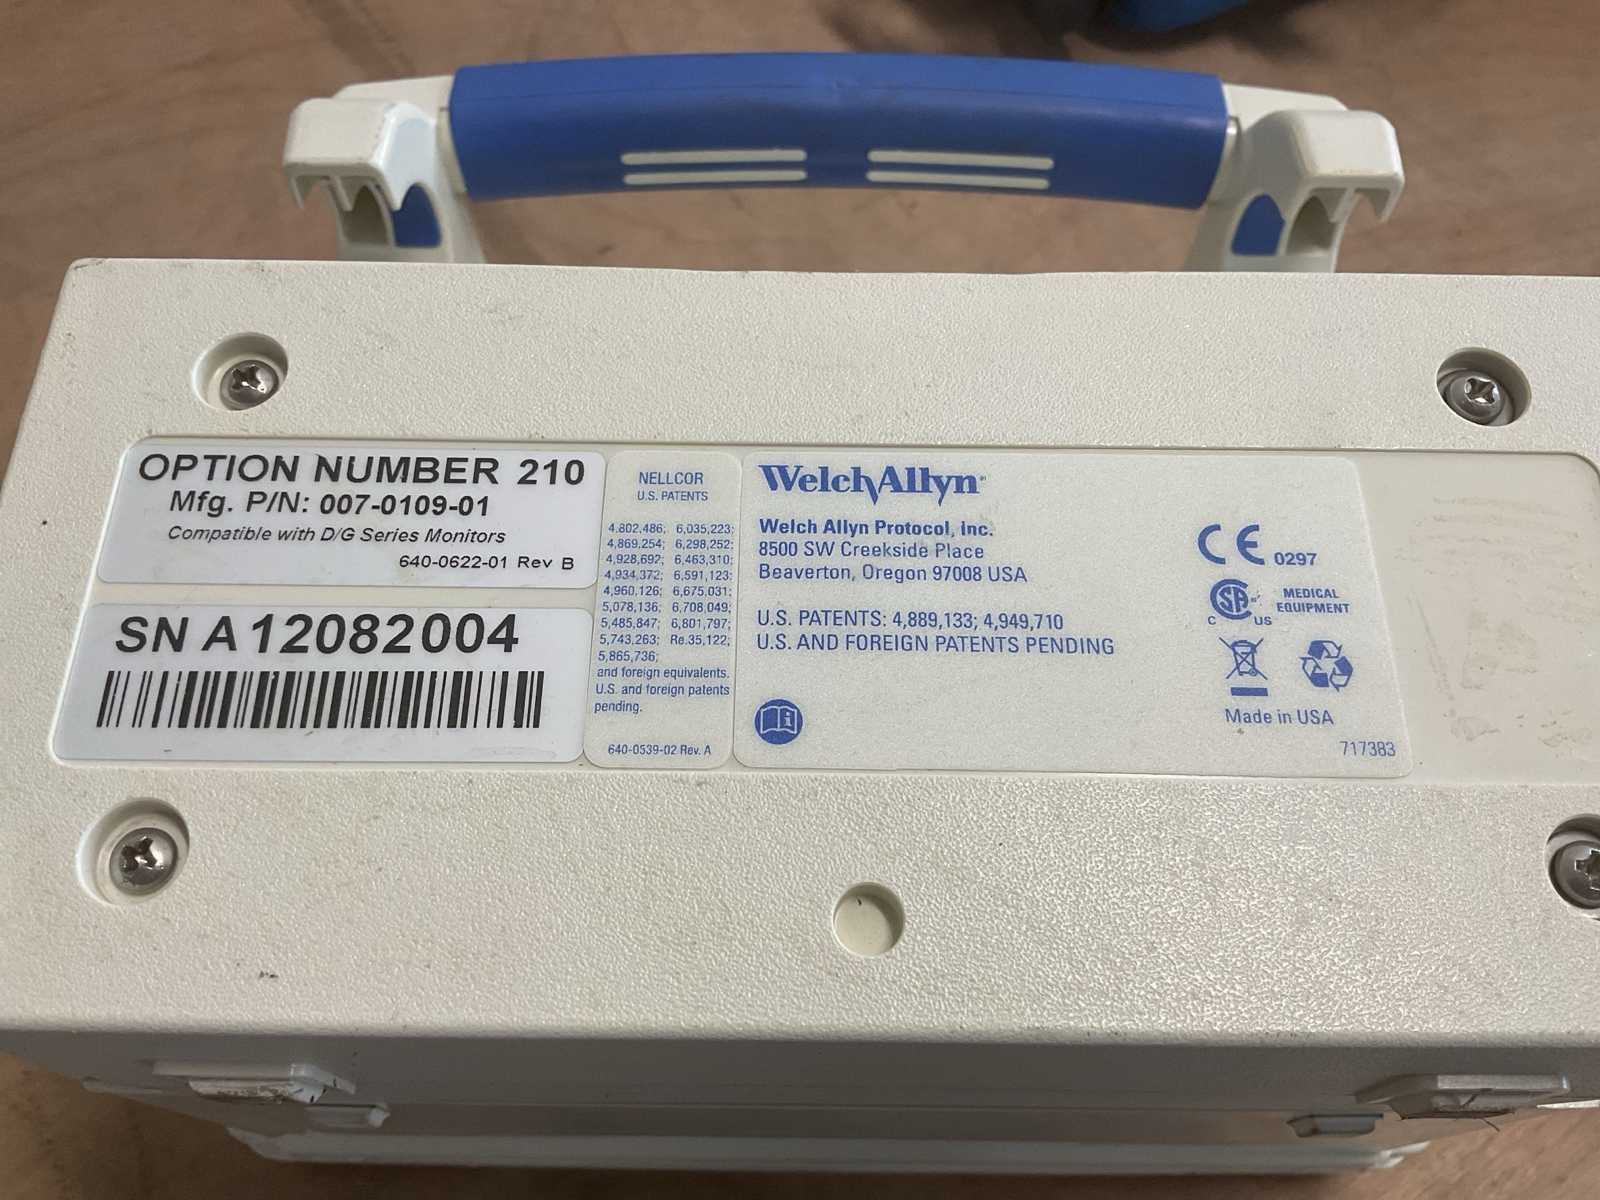 OPTION NUMBER 210
Mfg. P/N: 007-0109-01
Compatible with D/G Series Monitors
640-0622-01 Rev B
SN A12082004
NELLCOR
U.S. PATENTS
4,802,486; 6,035,223;
4,869,254; 6,298,252;
4,928,692; 6,463,310;
4,934,372; 6,591,123;
4,960,126; 6,675,031;
5,078,136; 6,708,049;
5,485,847; 6,801,797;
5,743,263; Re.35,122;
5,865,736;
and foreign equivalents.
U.S. and foreign patents
pending.
640-0539-02 Rev. A
WelchAllyn
Welch Allyn Protocol, Inc.
8500 SW Creekside Place
Beaverton, Oregon 97008 USA
U.S. PATENTS: 4,889,133; 4,949,710
U.S. AND FOREIGN PATENTS PENDING
CE 0297
C SA US MEDICAL
EQUIPMENT
Made in USA
717383